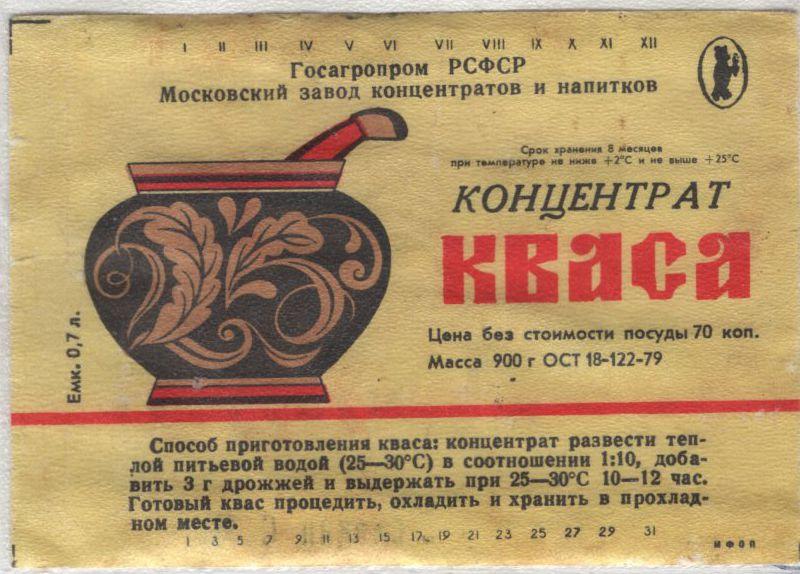 I II III IV V VI VII VIII IX X XI XII
Госагропром РСФСР
Московский завод концентратов и напитков
Срок хранения 8 месяцев
при температуре не ниже +2°С и не выше +25°С
КОНЦЕНТРАТ
КВАСА
Цена без стоимости посуды 70 коп.
Масса 900 г ОСТ 18-122-79
Емк. 0,7 л.
Способ приготовления кваса: концентрат развести теп-
лой питьевой водой (25—30°С) в соотношении 1:10, доба-
вить 3 г дрожжей и выдержать при 25—30°С 10—12 час.
Готовый квас процедить, охладить и хранить в прохлад-
ном месте.
1 3 5 7 9 11 13 15 17 19 21 23 25 27 29 31
МФОП